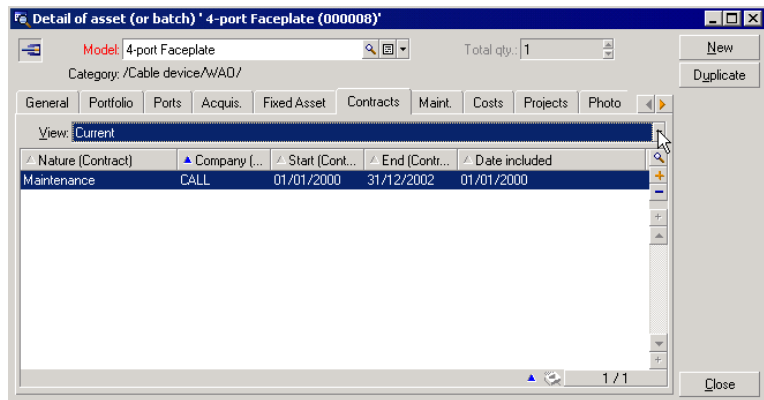 Detail of asset (or batch) ' 4-port Faceplate (000008)'
Model: 4-port Faceplate Total qty.: 1 New
Category: /Cable device/WAO/ Duplicate
General Portfolio Ports Acquis. Fixed Asset Contracts Maint. Costs Projects Photo
View: Current
Nature (Contract) Company (... Start (Cont... End (Contr... Date included
Maintenance CALL 01/01/2000 31/12/2002 01/01/2000
1 / 1 Close